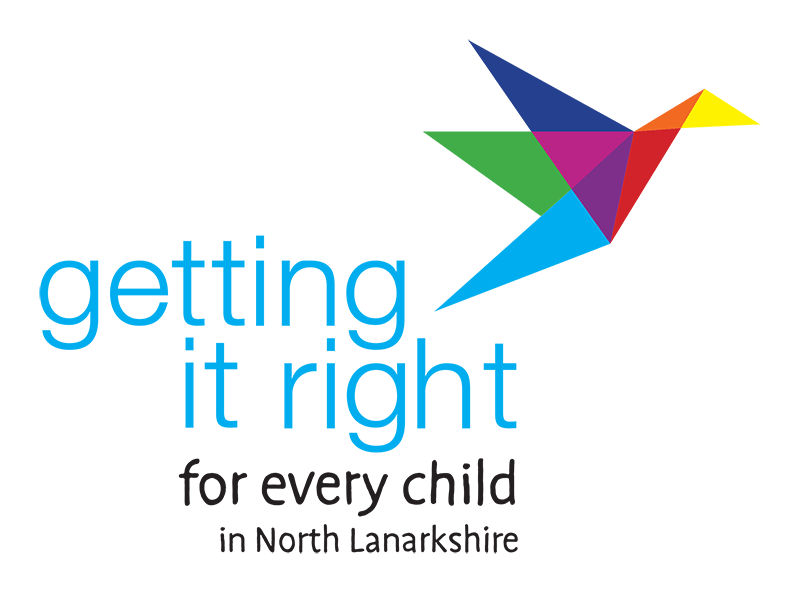 getting
it right
for every child
in North Lanarkshire